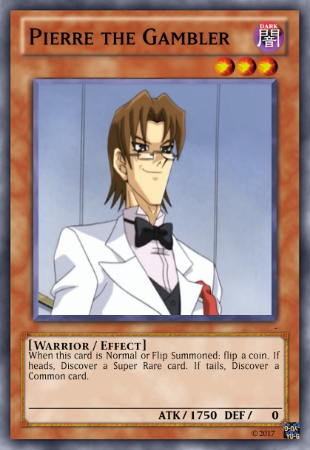 PIERRE THE GAMBLER
DARK
闇
[WARRIOR / EFFECT]
When this card is Normal or Flip Summoned: flip a coin. If
heads, Discover a Super Rare card. If tails, Discover a
Common card.
ATK / 1750 DEF / 0
©2017